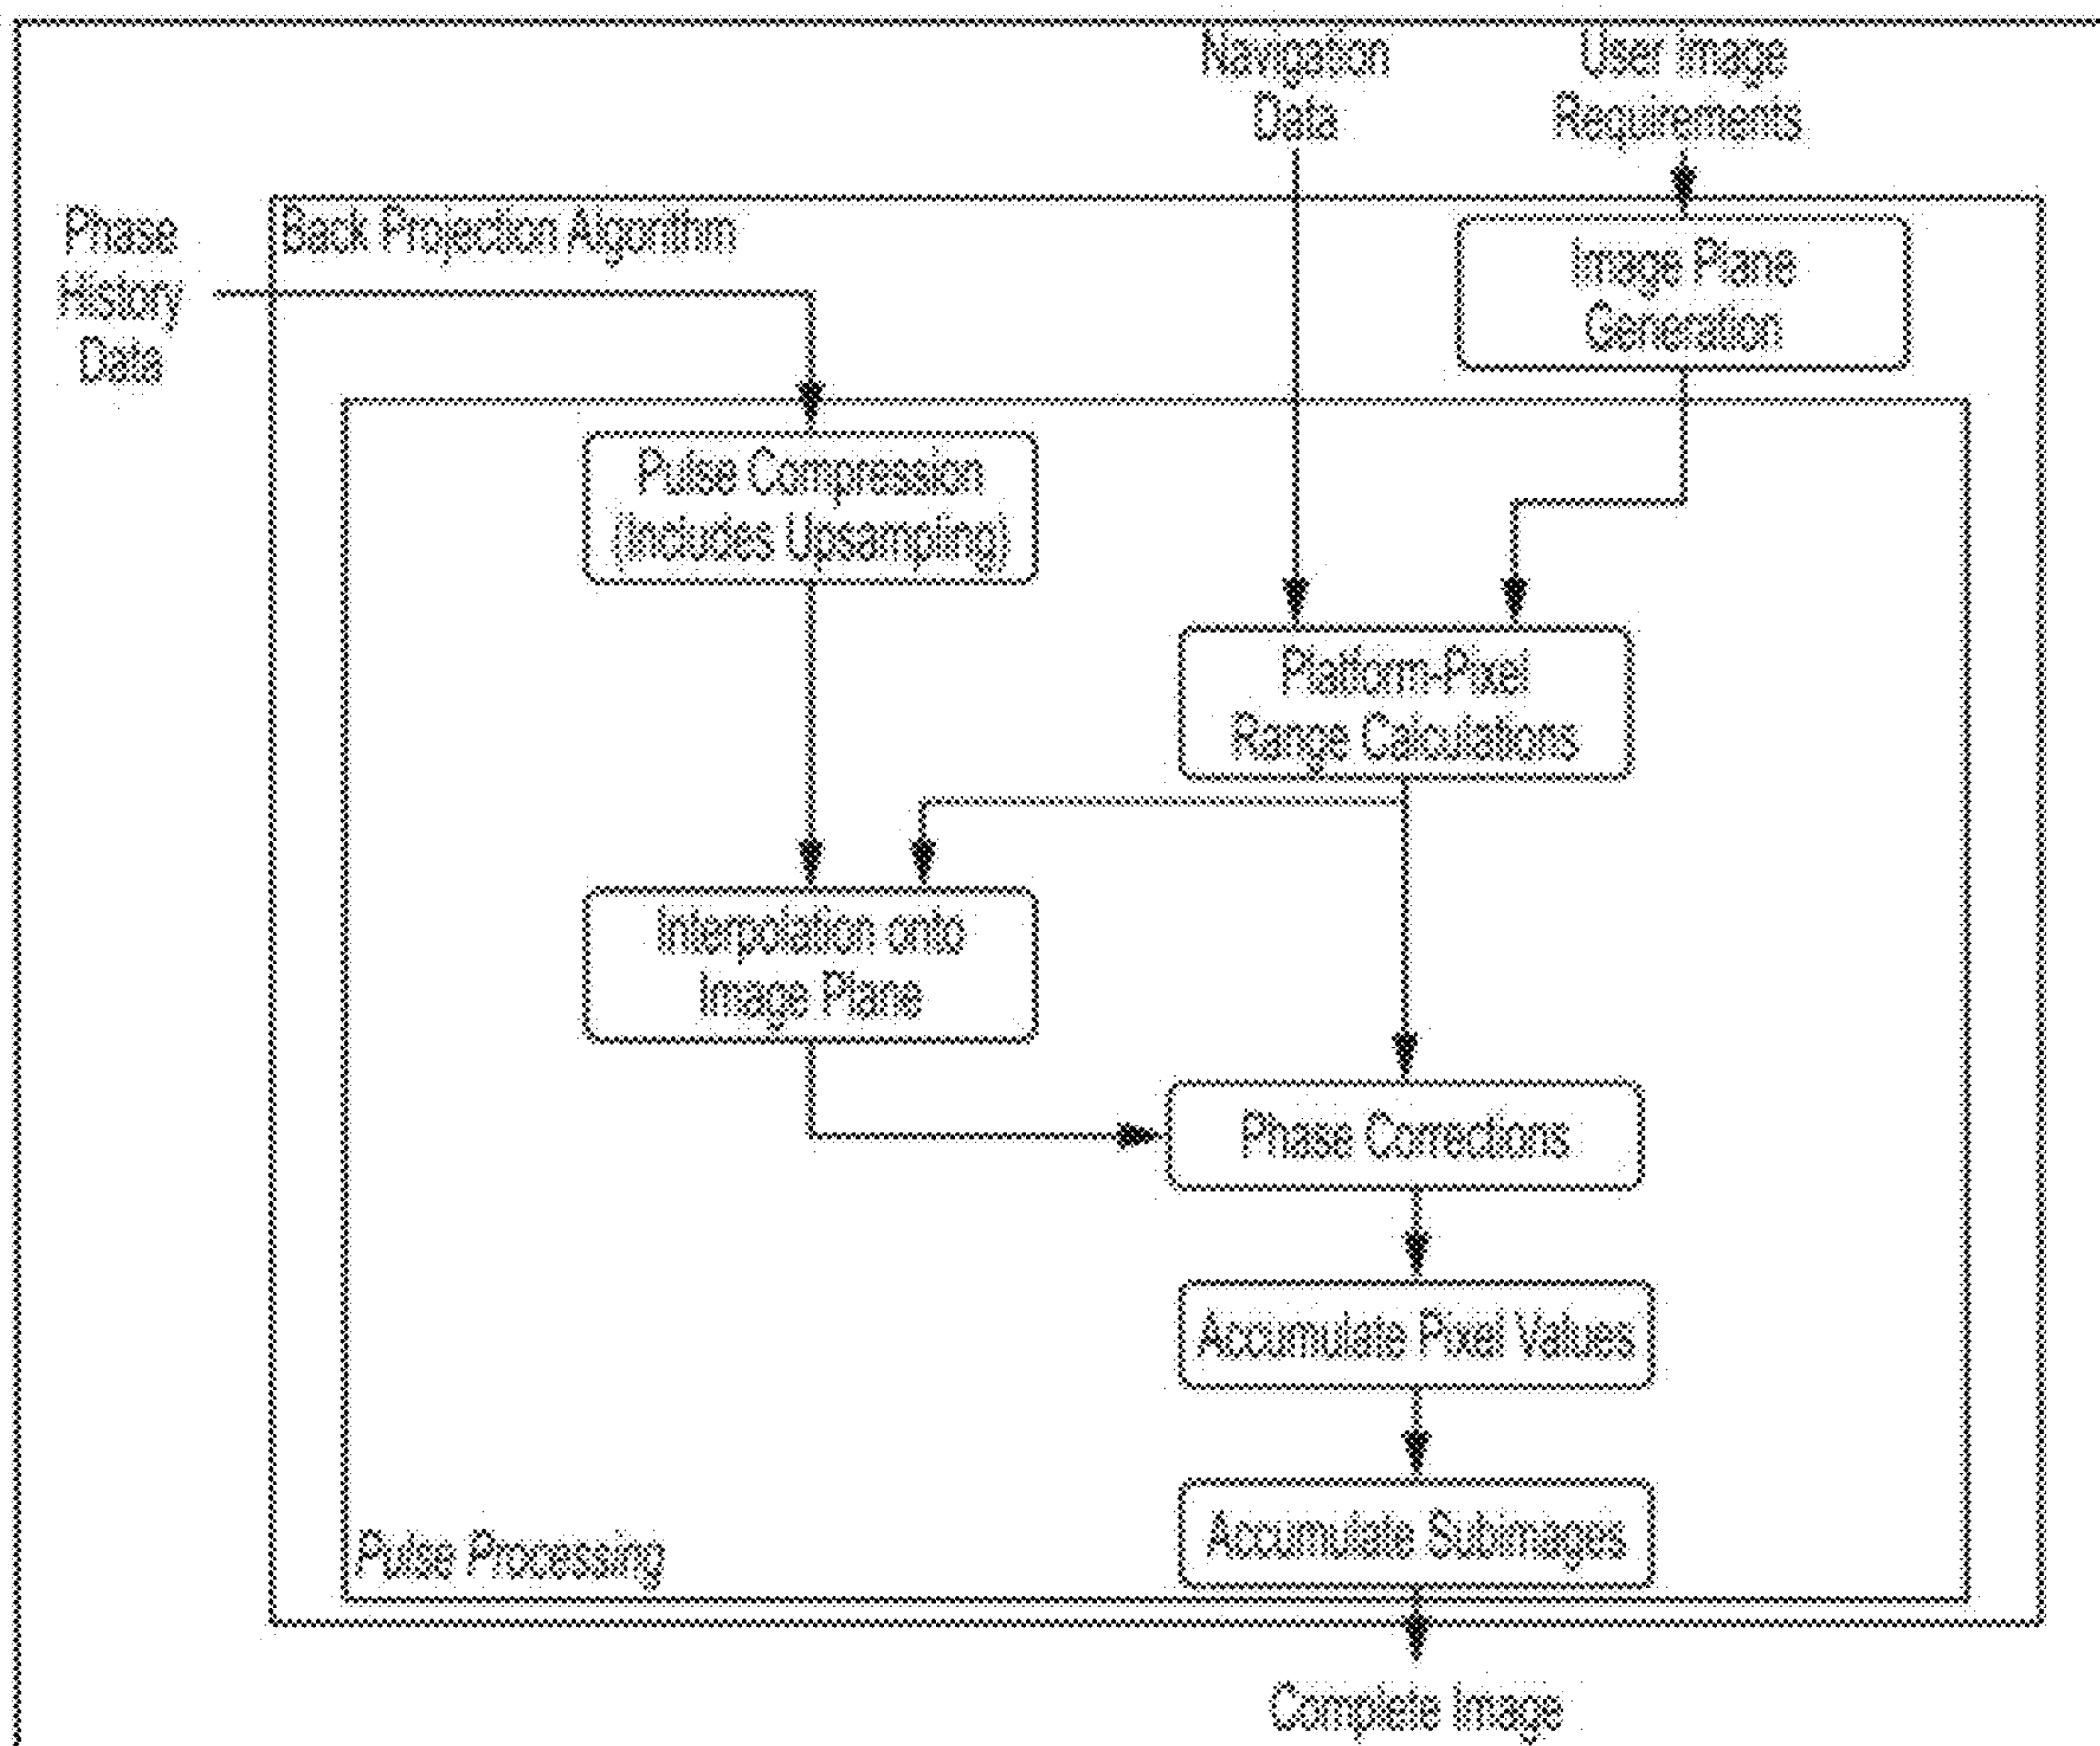 Navigation
Data
User Image
Requirements
Phase
History
Data
Back Projection Algorithm
Image Plane
Generation
Pulse Compression
(Includes Upsampling)
Platform-Pixel
Range Calculations
Interpolation onto
Image Plane
Phase Corrections
Accumulate Pixel Values
Accumulate Subimages
Pulse Processing
Complete Image